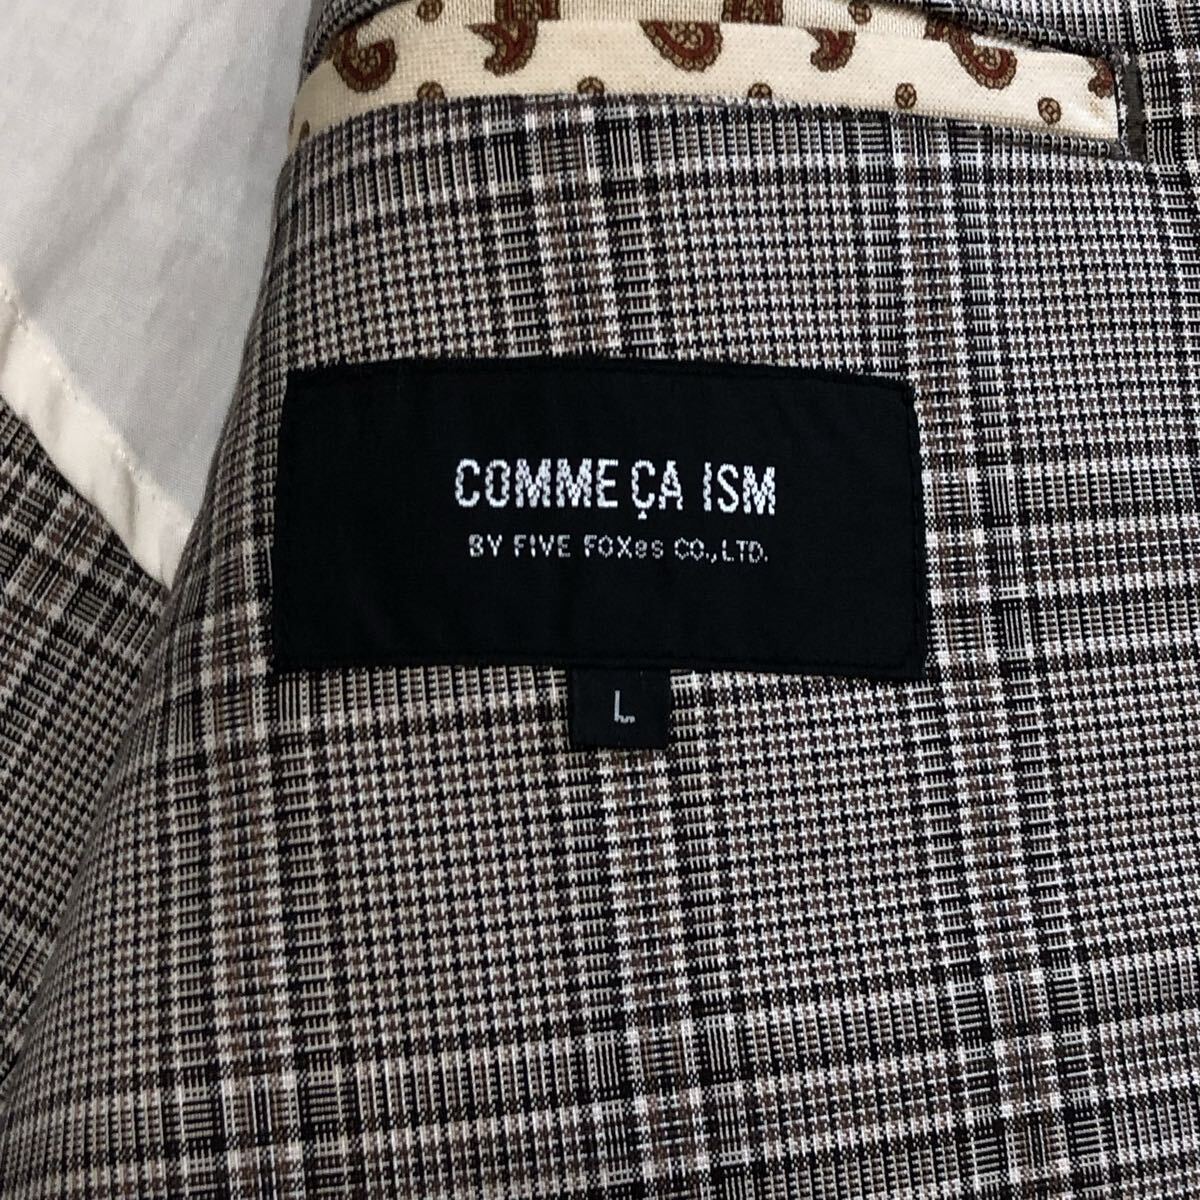 COMME ÇA ISM
BY FIVE FOXes CO.,LTD.
L